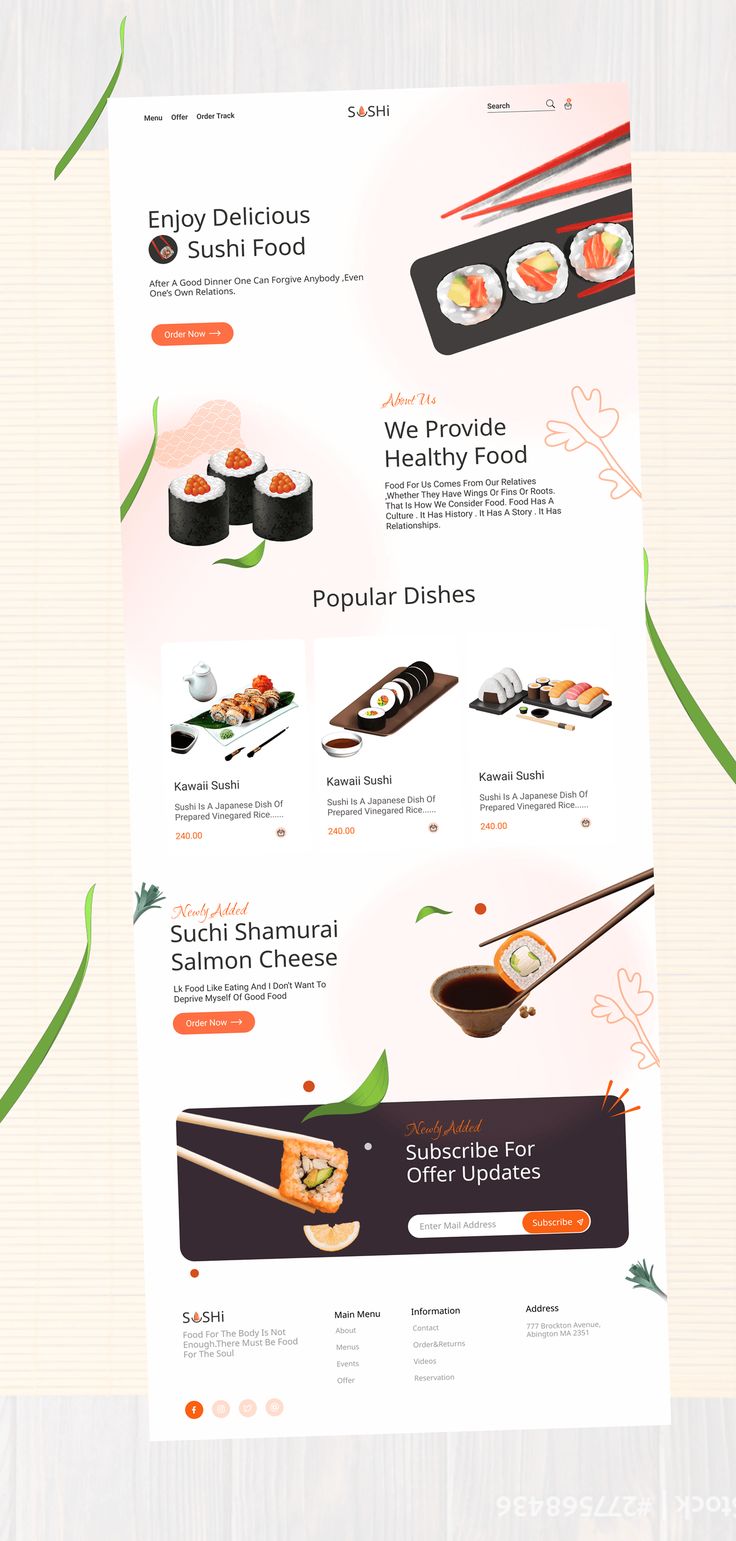 Menu Offer Order Track
SUSHi
Search
Enjoy Delicious
Sushi Food
After A Good Dinner One Can Forgive Anybody ,Even
One's Own Relations.
Order Now
About Us
We Provide
Healthy Food
Food For Us Comes From Our Relatives
,Whether They Have Wings Or Fins Or Roots.
That Is How We Consider Food. Food Has A
Culture . It Has History . It Has A Story . It Has
Relationships.
Popular Dishes
Kawaii Sushi
Sushi Is A Japanese Dish Of
Prepared Vinegared Rice......
240.00
Kawaii Sushi
Sushi Is A Japanese Dish Of
Prepared Vinegared Rice......
240.00
Kawaii Sushi
Sushi Is A Japanese Dish Of
Prepared Vinegared Rice......
240.00
Newly Added
Suchi Shamurai
Salmon Cheese
Lk Food Like Eating And I Don't Want To
Deprive Myself Of Good Food
Order Now
Newly Added
Subscribe For
Offer Updates
Enter Mail Address
Subscribe
SUSHi
Food For The Body Is Not
Enough.There Must Be Food
For The Soul
Main Menu
About
Menus
Events
Offer
Information
Contact
Order&Returns
Videos
Reservation
Address
777 Brockton Avenue,
Abington MA 2351
Stock | #277568436